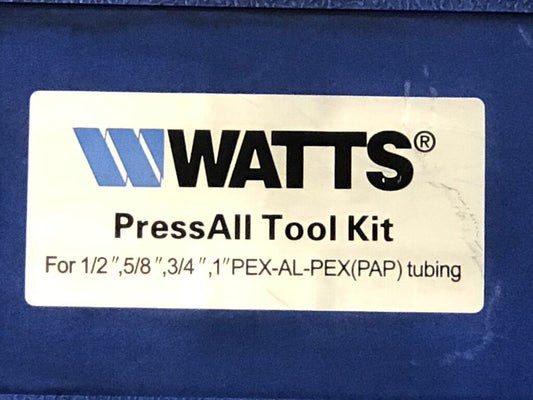 WATTS®
PressAll Tool Kit
For 1/2",5/8",3/4",1"PEX-AL-PEX(PAP) tubing